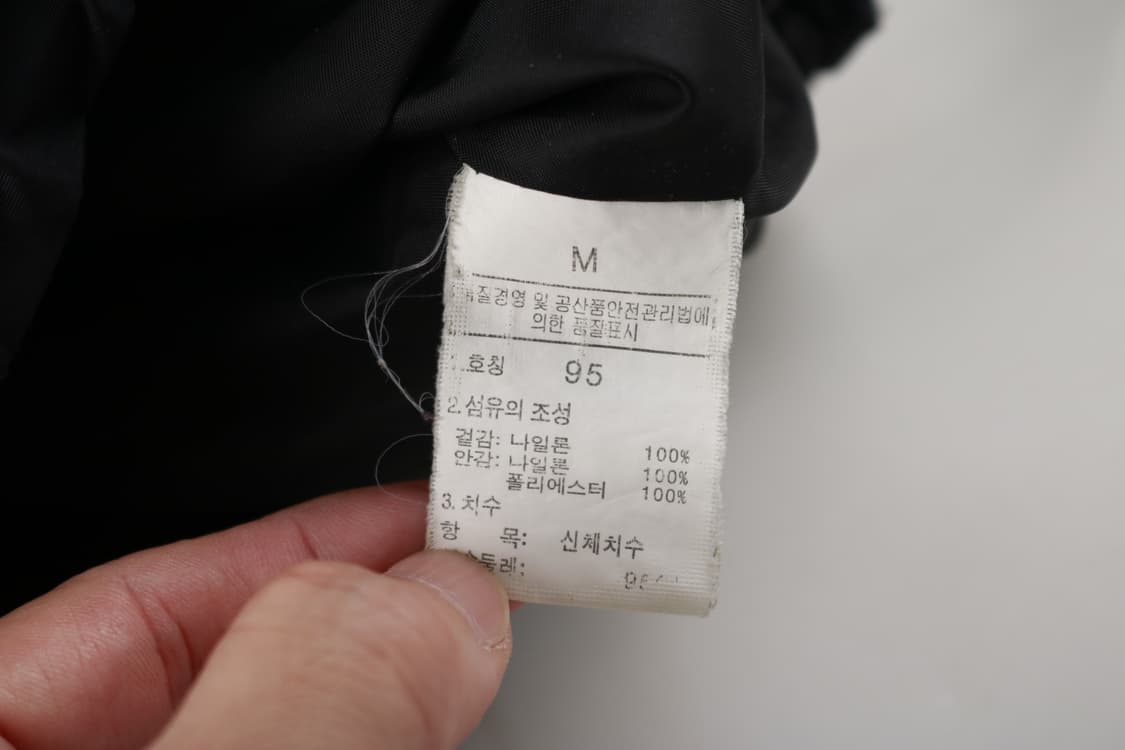 M
품질경영 및 공산품안전관리법에
의한 품질표시
1.호칭 95
2.섬유의 조성
겉감: 나일론 100%
안감: 나일론 100%
폴리에스터 100%
3.치수
항 목: 신체치수